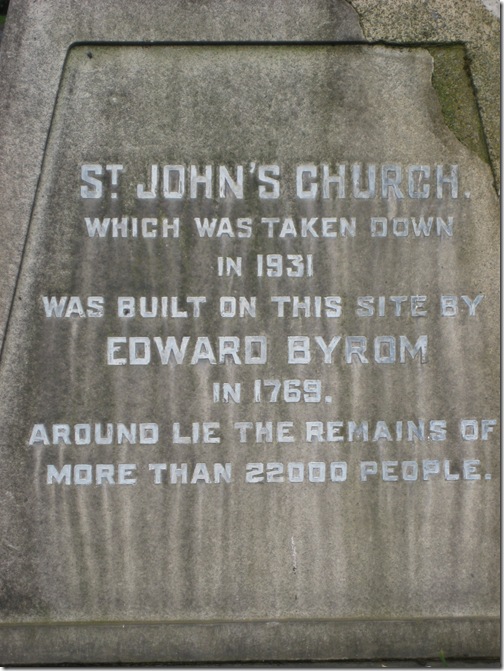 ST. JOHN'S CHURCH.
WHICH WAS TAKEN DOWN
IN 1931
WAS BUILT ON THIS SITE BY
EDWARD BYROM
IN 1769.
AROUND LIE THE REMAINS OF
MORE THAN 22000 PEOPLE.